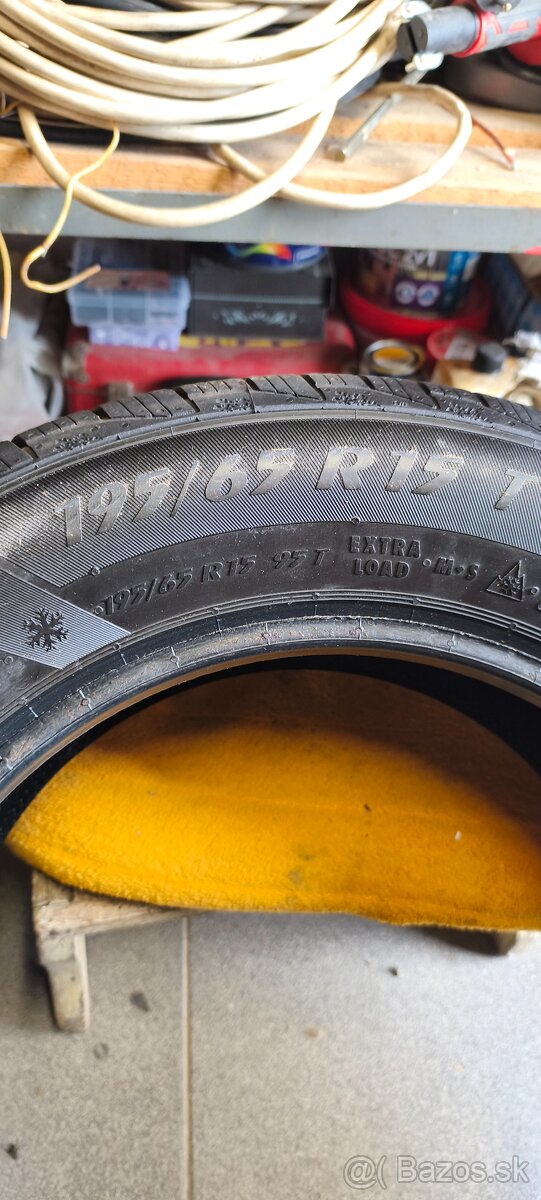 195/65 R15 T
195/65 R15 95 T EXTRA LOAD •M•S
@ Bazos.sk